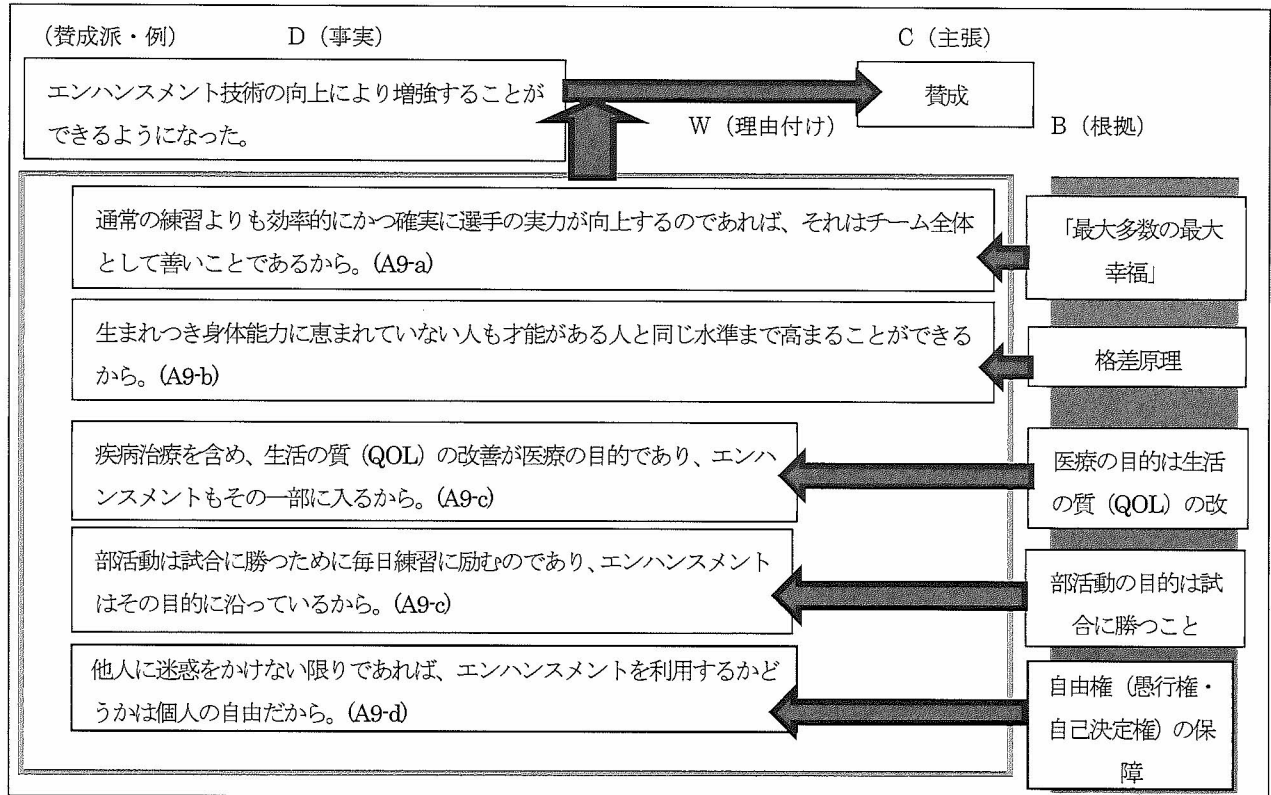 （賛成派・例）
D（事実）
C（主張）
エンハンスメント技術の向上により増強することが
できるようになった。
賛成
W（理由付け）
B（根拠）
通常の練習よりも効率的にかつ確実に選手の実力が向上するのであれば、それはチーム全体
として善いことであるから。(A9-a)
「最大多数の最大
幸福」
生まれつき身体能力に恵まれていない人も才能がある人と同じ水準まで高まることができる
から。(A9-b)
格差原理
疾病治療を含め、生活の質（QOL）の改善が医療の目的であり、エンハ
ンスメントもその一部に入るから。(A9-c)
医療の目的は生活
の質（QOL）の改
部活動は試合に勝つために毎日練習に励むのであり、エンハンスメント
はその目的に沿っているから。(A9-c)
部活動の目的は試
合に勝つこと
他人に迷惑をかけない限りであれば、エンハンスメントを利用するかど
うかは個人の自由だから。(A9-d)
自由権（愚行権・
自己決定権）の保
障